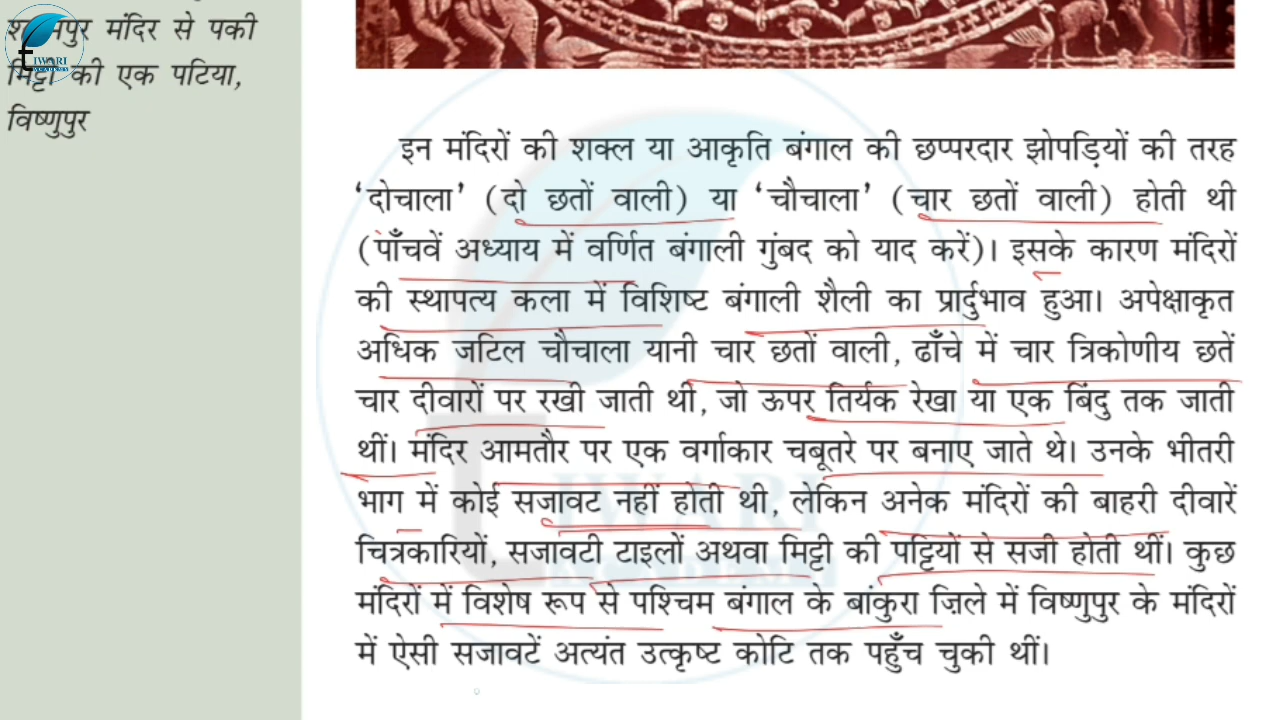 मंदिर से पकी
मिट्टी की एक पटिया,
विष्णुपुर
IWARI
इन मंदिरों की शक्ल या आकृति बंगाल की छप्परदार झोपड़ियों की तरह
‘दोचाला’ (दो छतों वाली) या ‘चौचाला’ (चार छतों वाली) होती थी
(पाँचवें अध्याय में वर्णित बंगाली गुंबद को याद करें)। इसके कारण मंदिरों
की स्थापत्य कला में विशिष्ट बंगाली शैली का प्रार्दुभाव हुआ। अपेक्षाकृत
अधिक जटिल चौचाला यानी चार छतों वाली, ढाँचे में चार त्रिकोणीय छतें
चार दीवारों पर रखी जाती थी, जो ऊपर तिर्यक रेखा या एक बिंदु तक जाती
थीं। मंदिर आमतौर पर एक वर्गाकार चबूतरे पर बनाए जाते थे। उनके भीतरी
भाग में कोई सजावट नहीं होती थी, लेकिन अनेक मंदिरों की बाहरी दीवारें
चित्रकारियों, सजावटी टाइलों अथवा मिट्टी की पट्टियों से सजी होती थीं। कुछ
मंदिरों में विशेष रूप से पश्चिम बंगाल के बांकुरा ज़िले में विष्णुपुर के मंदिरों
में ऐसी सजावटें अत्यंत उत्कृष्ट कोटि तक पहुँच चुकी थीं।